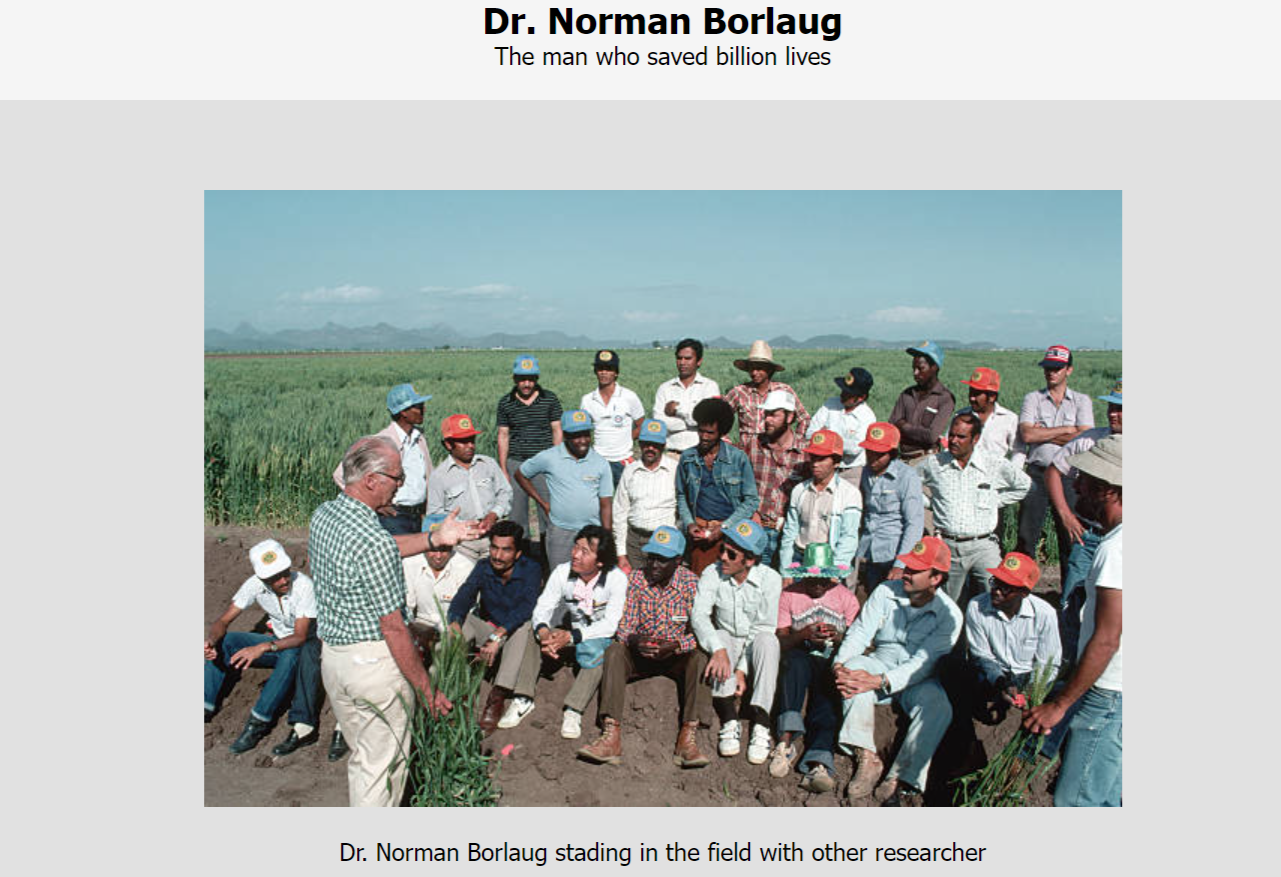 Dr. Norman Borlaug
The man who saved billion lives
Dr. Norman Borlaug stading in the field with other researcher